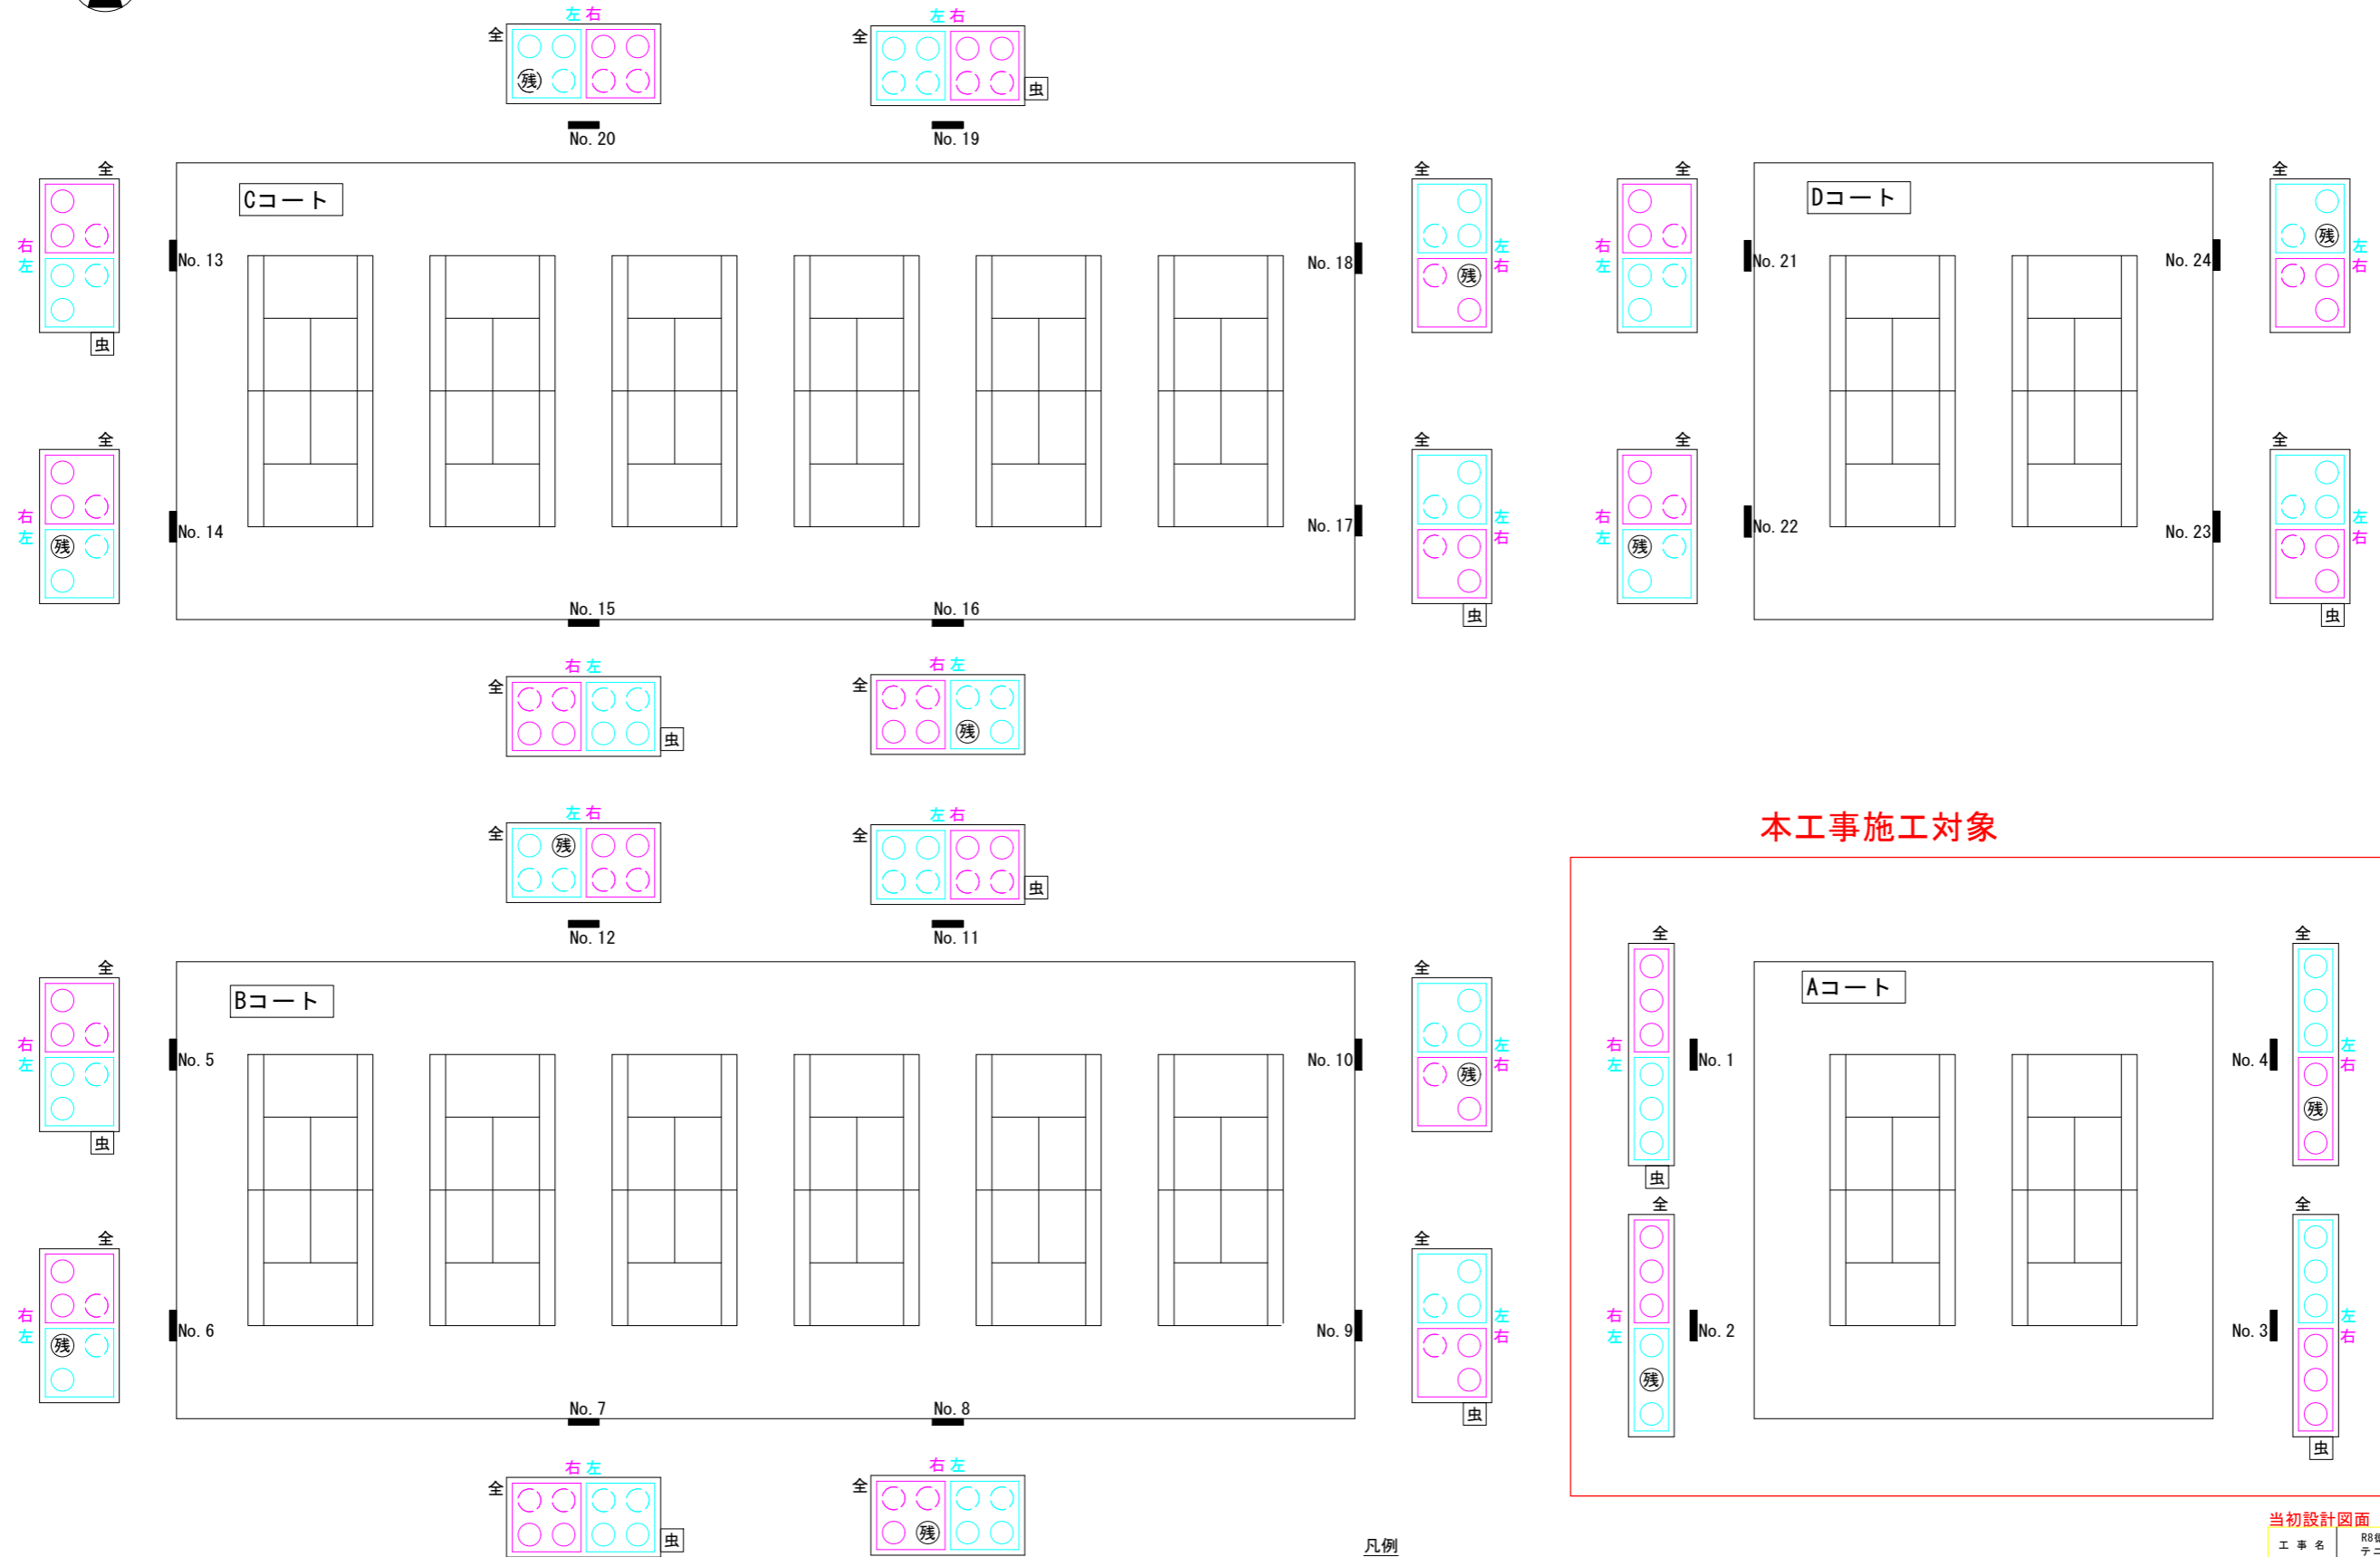 左 右
全
残
No. 20
左 右
全
虫
No. 19
全
右
左
虫
No. 13
Cコート
No. 18
全
左
右
残
全
右
左
No. 21
Dコート
No. 24
全
残
左
右
全
右
左
残
No. 14
No. 17
全
左
右
虫
全
右
左
残
No. 22
No. 23
全
左
右
虫
No. 15
No. 16
右 左
全
虫
右 左
全
残
左 右
全
残
No. 12
左 右
全
虫
No. 11
本工事施工対象
全
右
左
虫
No. 5
Bコート
No. 10
全
左
右
残
全
右
左
虫
No. 1
Aコート
No. 4
全
左
右
残
全
右
左
残
No. 6
No. 9
全
左
右
虫
全
右
左
残
No. 2
No. 3
全
左
右
虫
No. 7
No. 8
右 左
全
虫
右 左
全
残
凡例
当初設計図面
工 事 名